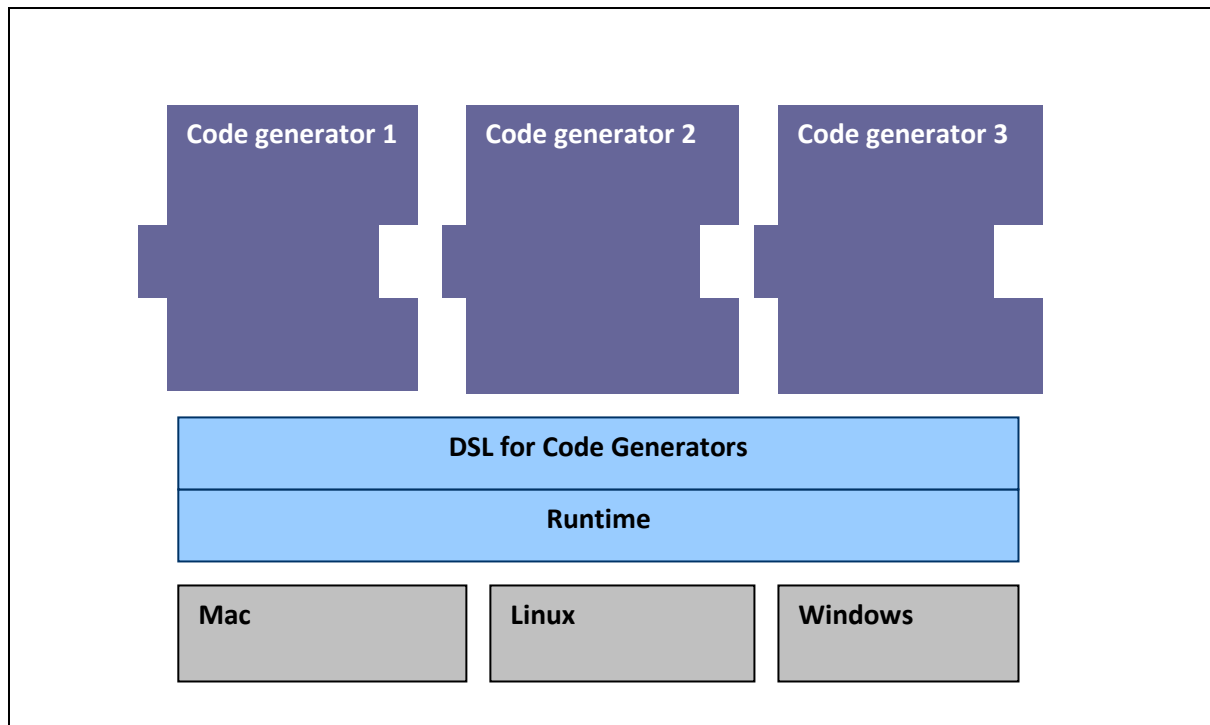 Code generator 1
Code generator 2
Code generator 3
DSL for Code Generators
Runtime
Mac
Linux
Windows